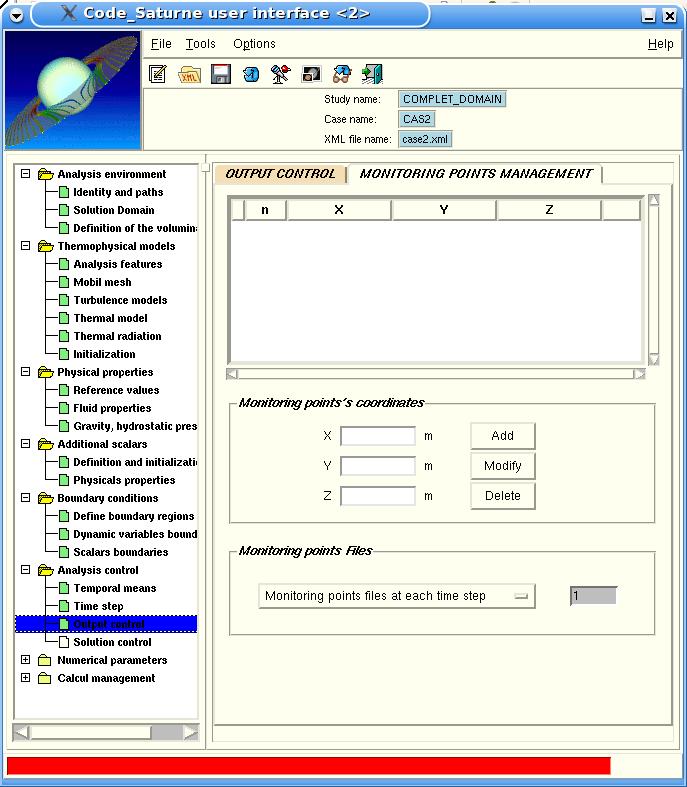 Code_Saturne user interface <2>
File Tools Options Help
XML
Study name: COMPLET_DOMAIN
Case name: CAS2
XML file name: case2.xml
Analysis environment
Identity and paths
Solution Domain
Definition of the volumin
Thermophysical models
Analysis features
Mobil mesh
Turbulence models
Thermal model
Thermal radiation
Initialization
Physical properties
Reference values
Fluid properties
Gravity, hydrostatic pres
Additional scalars
Definition and initializati
Physicals properties
Boundary conditions
Define boundary regions
Dynamic variables bound
Scalars boundaries
Analysis control
Temporal means
Time step
Output control
Solution control
Numerical parameters
Calcul management
OUTPUT CONTROL MONITORING POINTS MANAGEMENT
n X Y Z
Monitoring points's coordinates
X m Add
Y m Modify
Z m Delete
Monitoring points Files
Monitoring points files at each time step 1